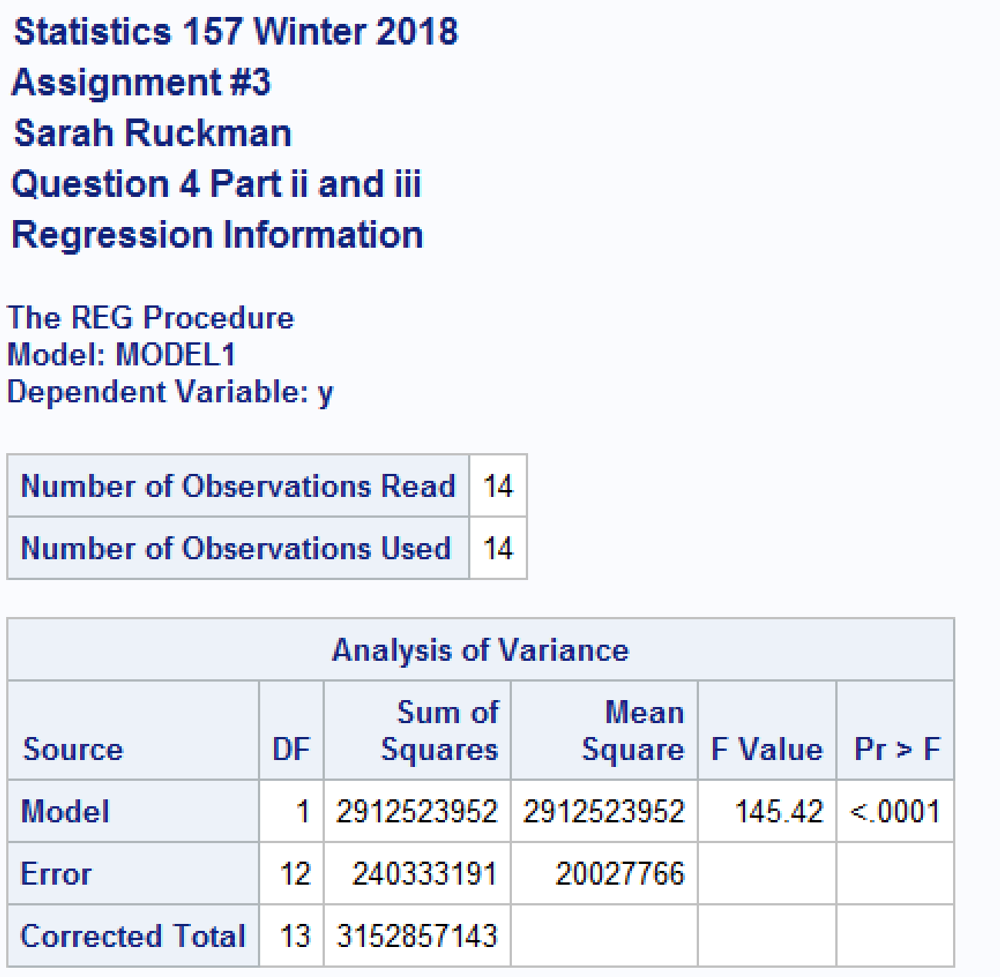 Statistics 157 Winter 2018
Assignment #3
Sarah Ruckman
Question 4 Part ii and iii
Regression Information
The REG Procedure
Model: MODEL1
Dependent Variable: y
Number of Observations Read 14
Number of Observations Used 14
Analysis of Variance
Source DF Sum of Squares Mean Square F Value Pr > F
Model 1 2912523952 2912523952 145.42 <.0001
Error 12 240333191 20027766
Corrected Total 13 3152857143